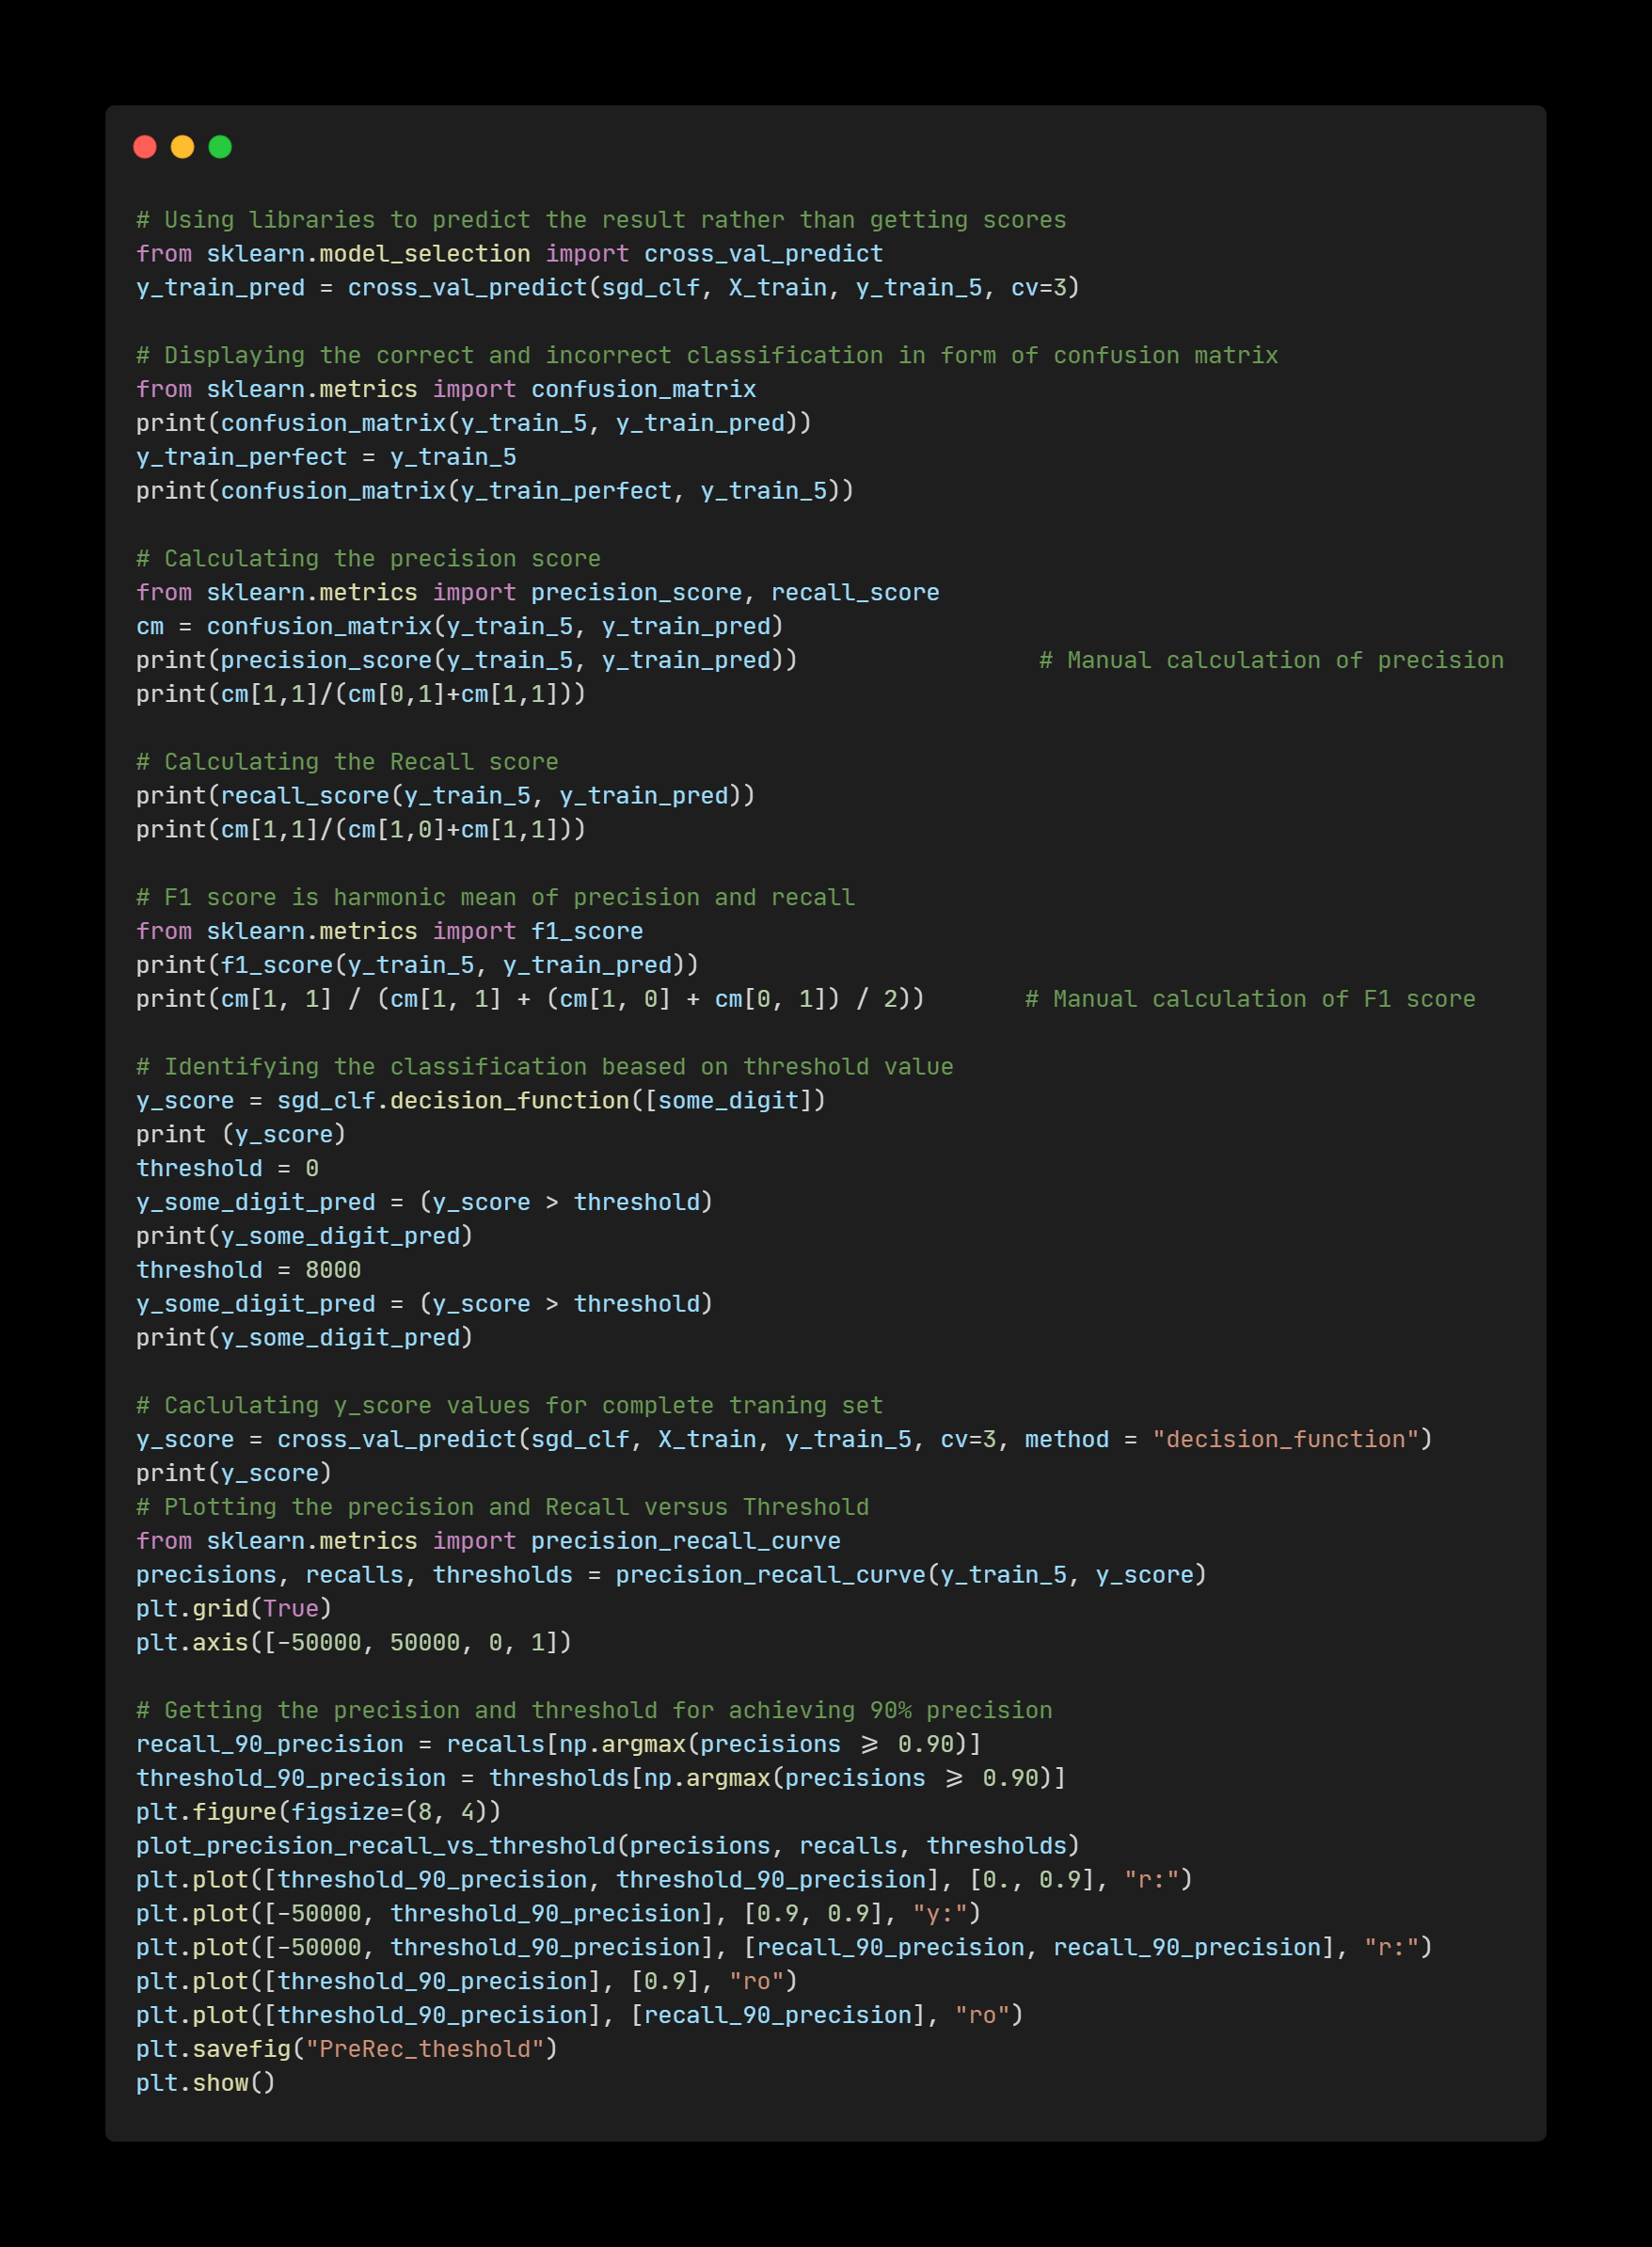 # Using libraries to predict the result rather than getting scores
from sklearn.model_selection import cross_val_predict
y_train_pred = cross_val_predict(sgd_clf, X_train, y_train_5, cv=3)

# Displaying the correct and incorrect classification in form of confusion matrix
from sklearn.metrics import confusion_matrix
print(confusion_matrix(y_train_5, y_train_pred))
y_train_perfect = y_train_5
print(confusion_matrix(y_train_perfect, y_train_5))

# Calculating the precision score
from sklearn.metrics import precision_score, recall_score
cm = confusion_matrix(y_train_5, y_train_pred)
print(precision_score(y_train_5, y_train_pred))                 # Manual calculation of precision
print(cm[1,1]/(cm[0,1]+cm[1,1]))

# Calculating the Recall score
print(recall_score(y_train_5, y_train_pred))
print(cm[1,1]/(cm[1,0]+cm[1,1]))

# F1 score is harmonic mean of precision and recall
from sklearn.metrics import f1_score
print(f1_score(y_train_5, y_train_pred))
print(cm[1, 1] / (cm[1, 1] + (cm[1, 0] + cm[0, 1]) / 2))       # Manual calculation of F1 score

# Identifying the classification beased on threshold value
y_score = sgd_clf.decision_function([some_digit])
print (y_score)
threshold = 0
y_some_digit_pred = (y_score > threshold)
print(y_some_digit_pred)
threshold = 8000
y_some_digit_pred = (y_score > threshold)
print(y_some_digit_pred)

# Caclulating y_score values for complete traning set
y_score = cross_val_predict(sgd_clf, X_train, y_train_5, cv=3, method = "decision_function")
print(y_score)
# Plotting the precision and Recall versus Threshold
from sklearn.metrics import precision_recall_curve
precisions, recalls, thresholds = precision_recall_curve(y_train_5, y_score)
plt.grid(True)
plt.axis([-50000, 50000, 0, 1])

# Getting the precision and threshold for achieving 90% precision
recall_90_precision = recalls[np.argmax(precisions >= 0.90)]
threshold_90_precision = thresholds[np.argmax(precisions >= 0.90)]
plt.figure(figsize=(8, 4))
plot_precision_recall_vs_threshold(precisions, recalls, thresholds)
plt.plot([threshold_90_precision, threshold_90_precision], [0., 0.9], "r:")
plt.plot([-50000, threshold_90_precision], [0.9, 0.9], "y:")
plt.plot([-50000, threshold_90_precision], [recall_90_precision, recall_90_precision], "r:")
plt.plot([threshold_90_precision], [0.9], "ro")
plt.plot([threshold_90_precision], [recall_90_precision], "ro")
plt.savefig("PreRec_theshold")
plt.show()